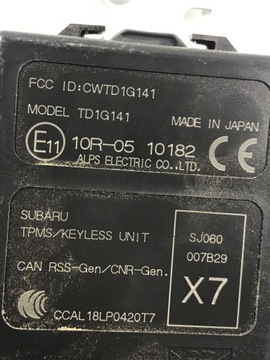 FCC ID:CWTD1G141
MODEL TD1G141
MADE IN JAPAN
E11 10R-05 10182 CE
ALPS ELECTRIC CO.,LTD.
SUBARU
TPMS/KEYLESS UNIT
CAN RSS-Gen/CNR-Gen.
SJ060
007B29
X7
CCAL18LP0420T7